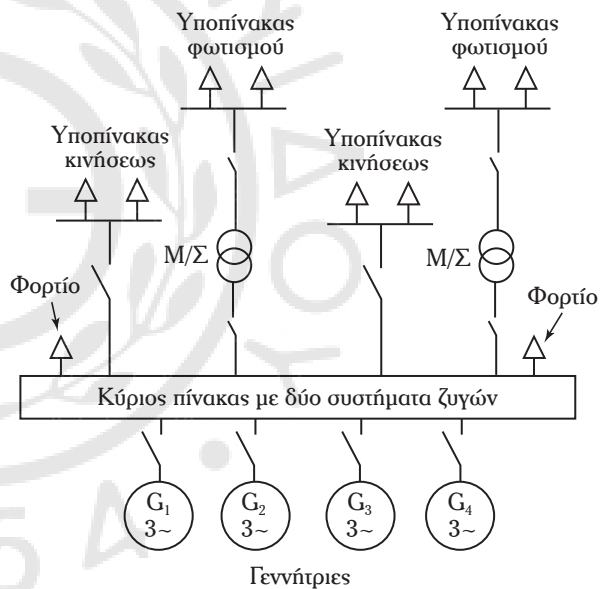 Υποπίνακας
φωτισμού
Υποπίνακας
φωτισμού
Υποπίνακας
κινήσεως
Υποπίνακας
κινήσεως
Μ/Σ
Μ/Σ
Φορτίο
Φορτίο
Κύριος πίνακας με δύο συστήματα ζυγών
G₁
3~
G₂
3~
G₃
3~
G₄
3~
Γεννήτριες